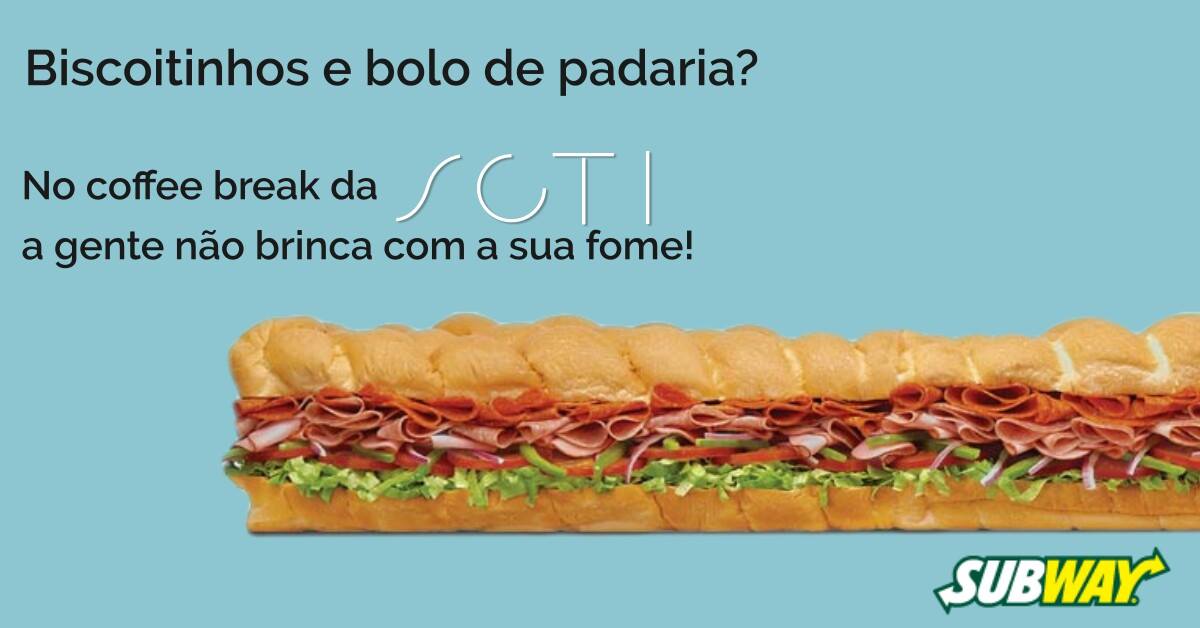 Biscoitinhos e bolo de padaria?
No coffee break da SCTI
a gente não brinca com a sua fome!
SUBWAY